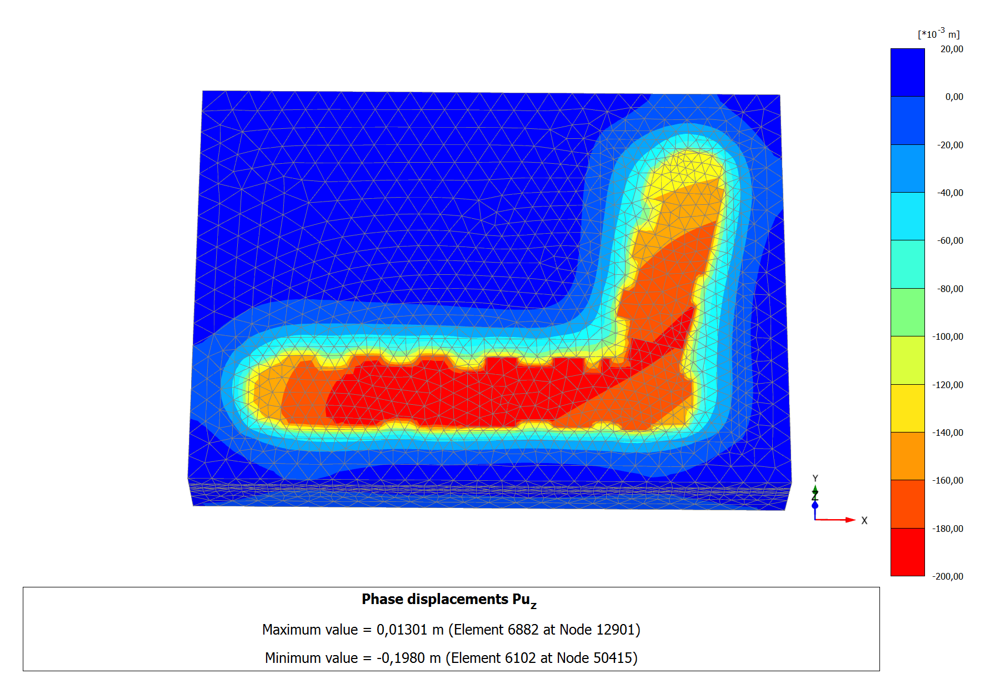 [*10-3 m]
20,00
0,00
-20,00
-40,00
-60,00
-80,00
-100,00
-120,00
-140,00
-160,00
-180,00
-200,00
Y
Z
X
Phase displacements Puz
Maximum value = 0,01301 m (Element 6882 at Node 12901)
Minimum value = -0,1980 m (Element 6102 at Node 50415)